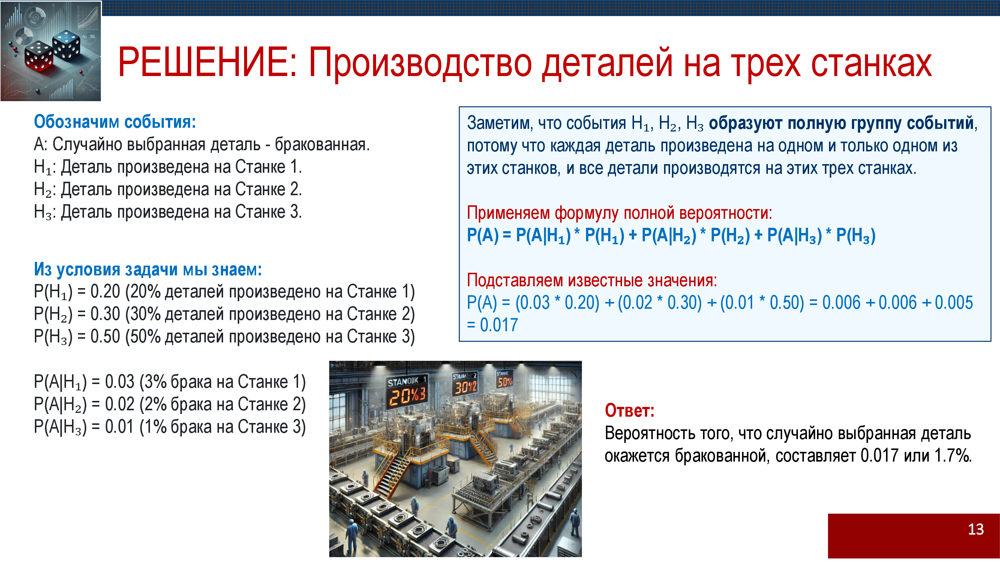 РЕШЕНИЕ: Производство деталей на трех станках
Обозначим события:
A: Случайно выбранная деталь - бракованная.
H₁: Деталь произведена на Станке 1.
H₂: Деталь произведена на Станке 2.
H₃: Деталь произведена на Станке 3.
Из условия задачи мы знаем:
P(H₁) = 0.20 (20% деталей произведено на Станке 1)
P(H₂) = 0.30 (30% деталей произведено на Станке 2)
P(H₃) = 0.50 (50% деталей произведено на Станке 3)
P(A|H₁) = 0.03 (3% брака на Станке 1)
P(A|H₂) = 0.02 (2% брака на Станке 2)
P(A|H₃) = 0.01 (1% брака на Станке 3)
Заметим, что события H₁, H₂, H₃ образуют полную группу событий,
потому что каждая деталь произведена на одном и только одном из
этих станков, и все детали производятся на этих трех станках.
Применяем формулу полной вероятности:
P(A) = P(A|H₁) * P(H₁) + P(A|H₂) * P(H₂) + P(A|H₃) * P(H₃)
Подставляем известные значения:
P(A) = (0.03 * 0.20) + (0.02 * 0.30) + (0.01 * 0.50) = 0.006 + 0.006 + 0.005
= 0.017
20%3
30%2
50%
Ответ:
Вероятность того, что случайно выбранная деталь
окажется бракованной, составляет 0.017 или 1.7%.
13